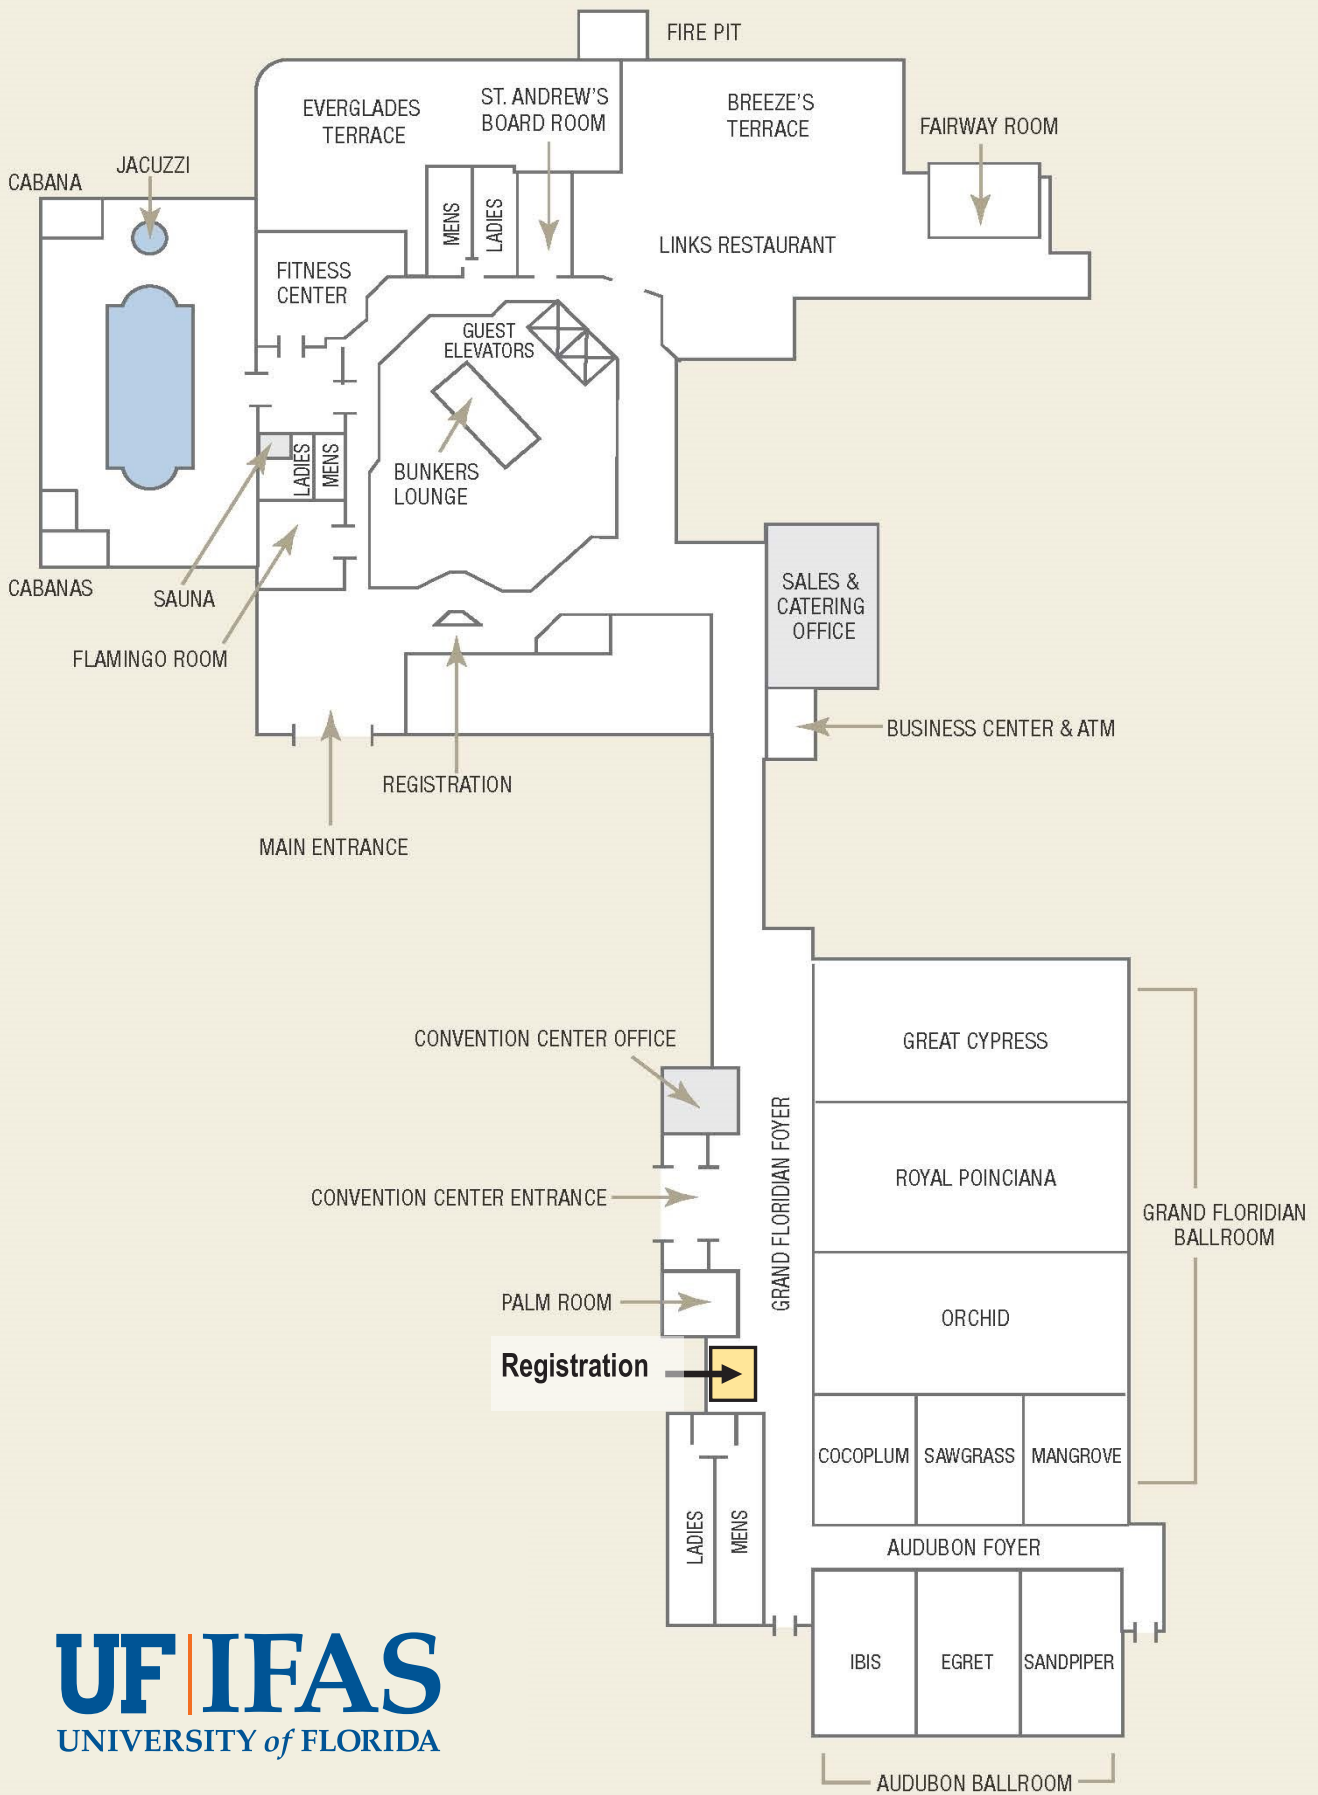 FIRE PIT
EVERGLADES
TERRACE
ST. ANDREW'S
BOARD ROOM
BREEZE'S
TERRACE
FAIRWAY ROOM
JACUZZI
CABANA
MENS
LADIES
LINKS RESTAURANT
FITNESS
CENTER
GUEST
ELEVATORS
LADIES
MENS
BUNKERS
LOUNGE
CABANAS
SAUNA
FLAMINGO ROOM
SALES &
CATERING
OFFICE
BUSINESS CENTER & ATM
REGISTRATION
MAIN ENTRANCE
CONVENTION CENTER OFFICE
GREAT CYPRESS
GRAND FLORIDIAN FOYER
ROYAL POINCIANA
CONVENTION CENTER ENTRANCE
GRAND FLORIDIAN
BALLROOM
PALM ROOM
ORCHID
Registration
COCOPLUM
SAWGRASS
MANGROVE
LADIES
MENS
AUDUBON FOYER
IBIS
EGRET
SANDPIPER
UF|IFAS
UNIVERSITY of FLORIDA
AUDUBON BALLROOM